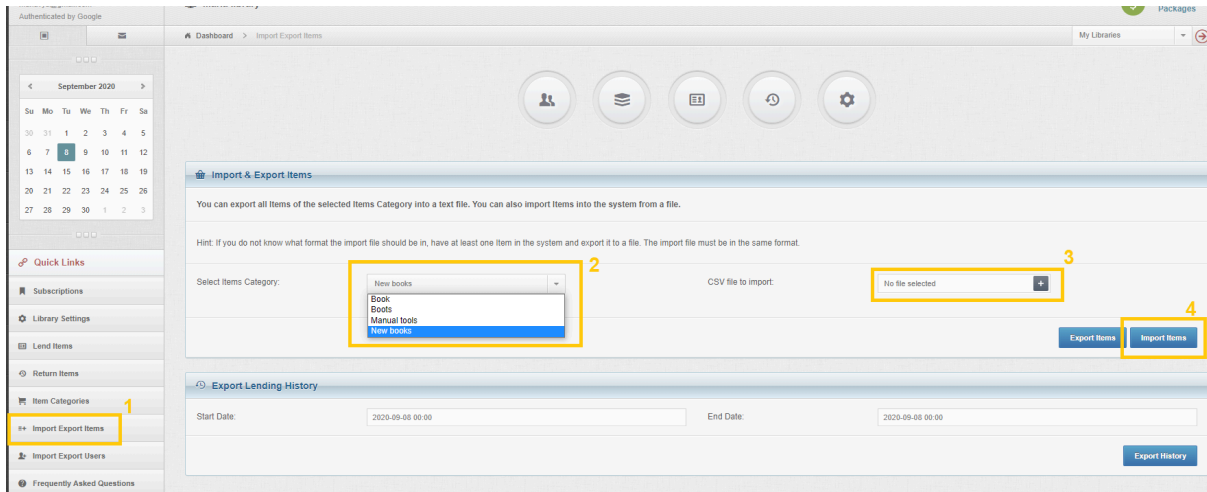 Authenticated by Google
Packages
Dashboard > Import Export Items
My Libraries
< September 2020 >
Su Mo Tu We Th Fr Sa
30 31 1 2 3 4 5
6 7 8 9 10 11 12
13 14 15 16 17 18 19
20 21 22 23 24 25 26
27 28 29 30 1 2 3
Quick Links
Subscriptions
Library Settings
Lend Items
Return Items
Item Categories
1
Import Export Items
Import Export Users
Frequently Asked Questions
Import & Export Items
You can export all Items of the selected Items Category into a text file. You can also import Items into the system from a file.
Hint: If you do not know what format the import file should be in, have at least one Item in the system and export it to a file. The import file must be in the same format.
2
Select Items Category:
New books
Book
Boots
Manual tools
New books
3
CSV file to import:
No file selected
+
4
Export Items
Import Items
Export Lending History
Start Date:
2020-09-08 00:00
End Date:
2020-09-08 00:00
Export History